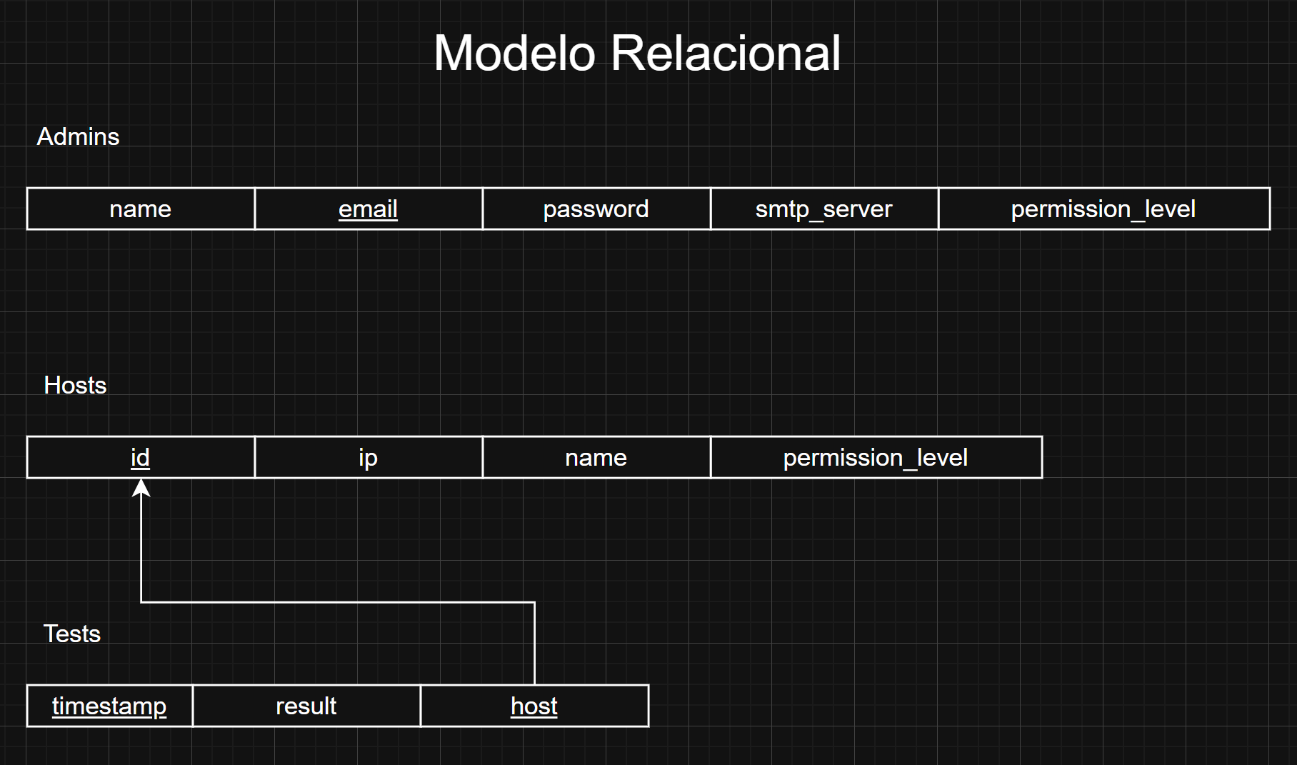 Modelo Relacional
Admins
name email password smtp_server permission_level
Hosts
id ip name permission_level
Tests
timestamp result host